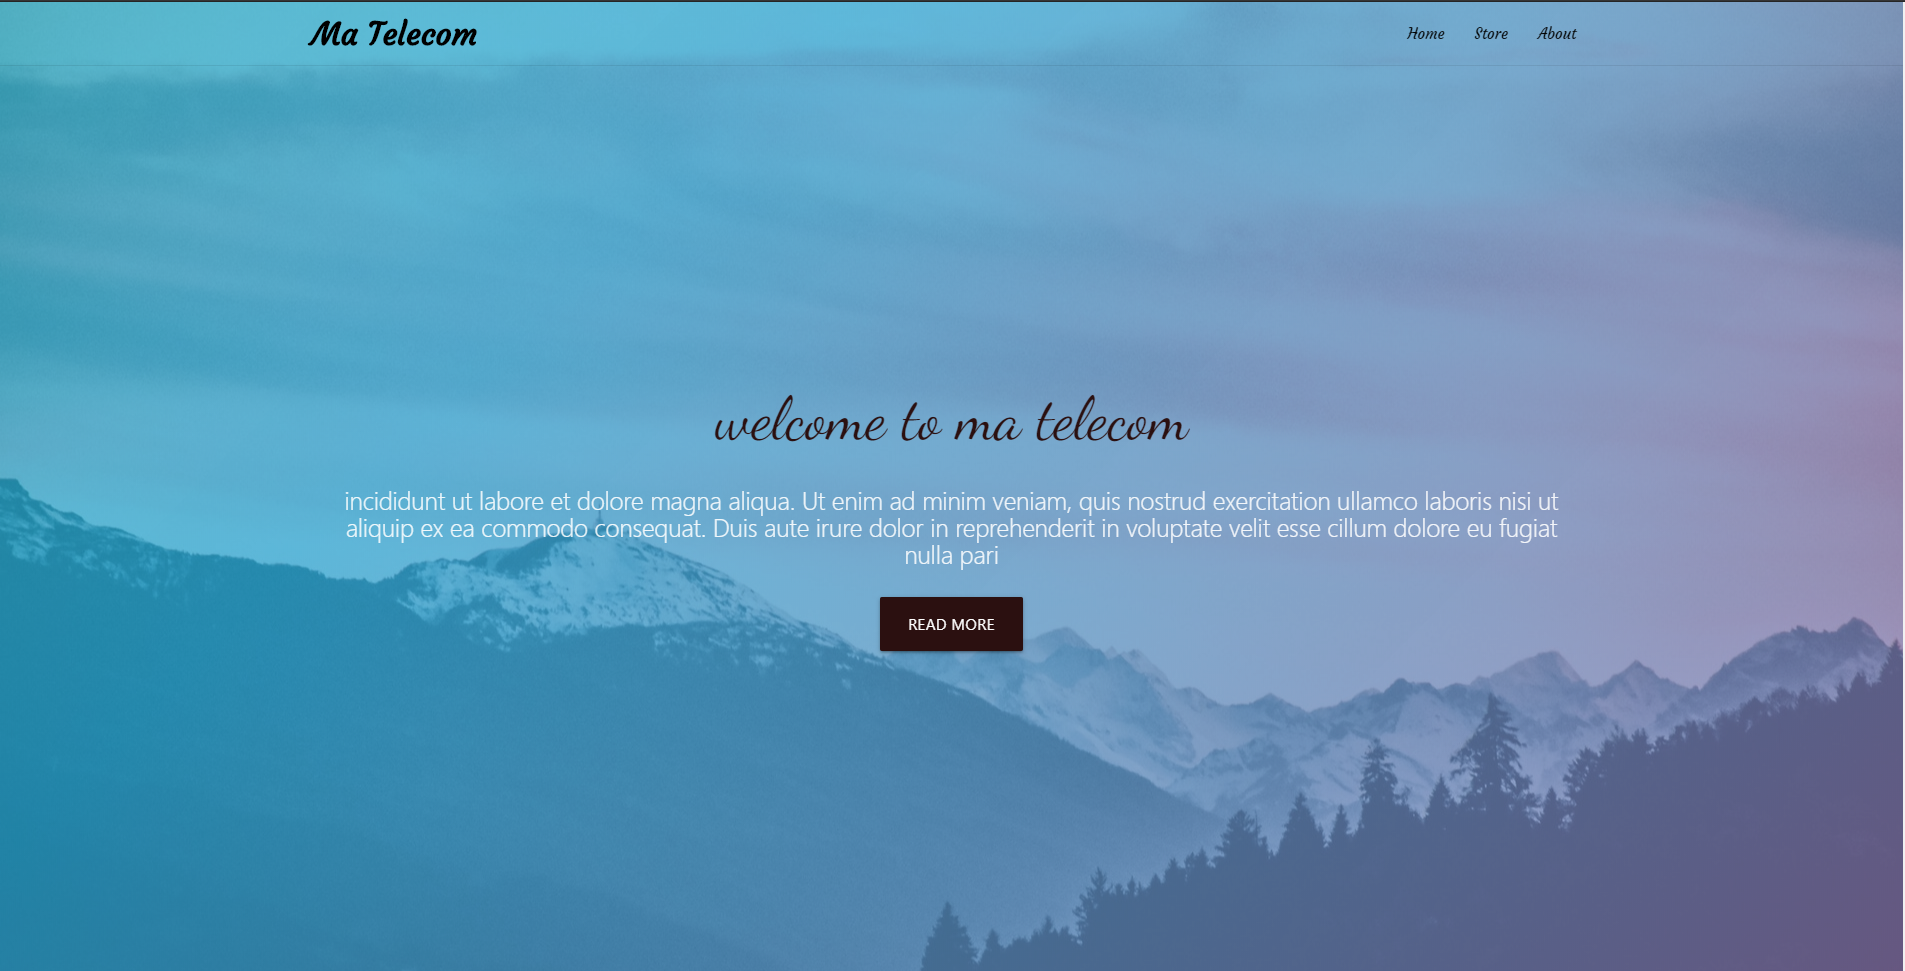 Ma Telecom
Home Store About
welcome to ma telecom
incididunt ut labore et dolore magna aliqua. Ut enim ad minim veniam, quis nostrud exercitation ullamco laboris nisi ut
aliquip ex ea commodo consequat. Duis aute irure dolor in reprehenderit in voluptate velit esse cillum dolore eu fugiat
nulla pari
READ MORE